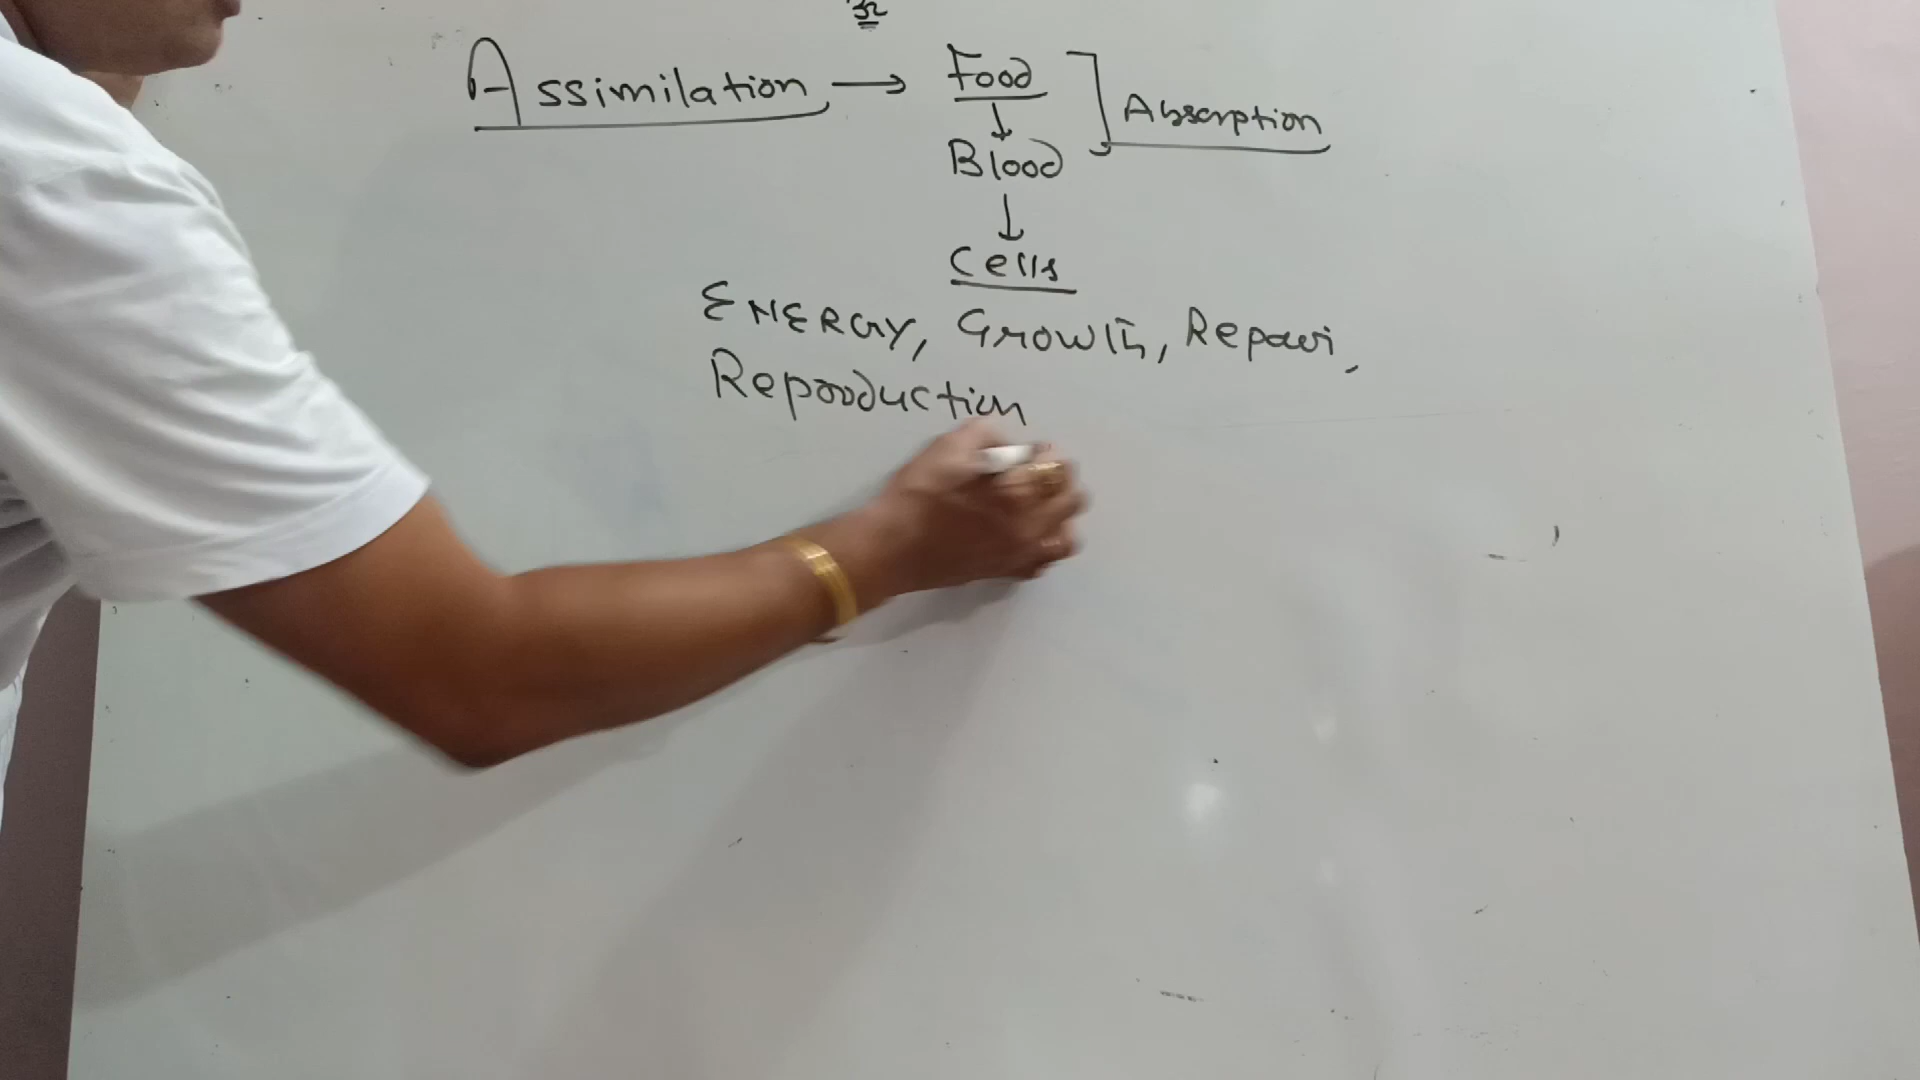 Assimilation → Food ] Absorption
↓
Blood
↓
Cells
ENERGY, Growth, Repair,
Reproduction